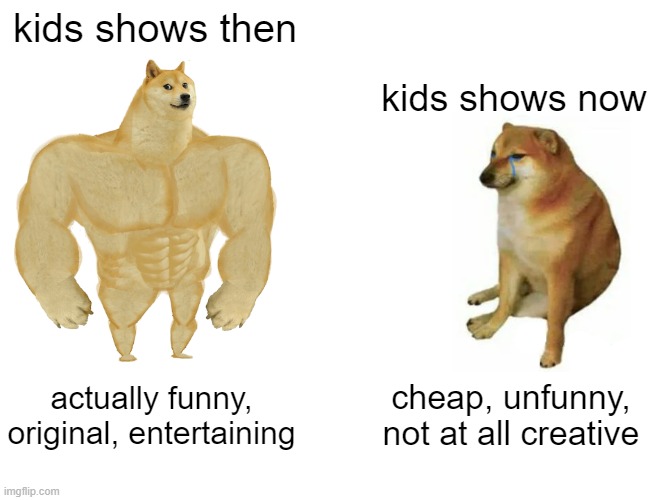 kids shows then
kids shows now
actually funny,
original, entertaining
cheap, unfunny,
not at all creative
imgflip.com